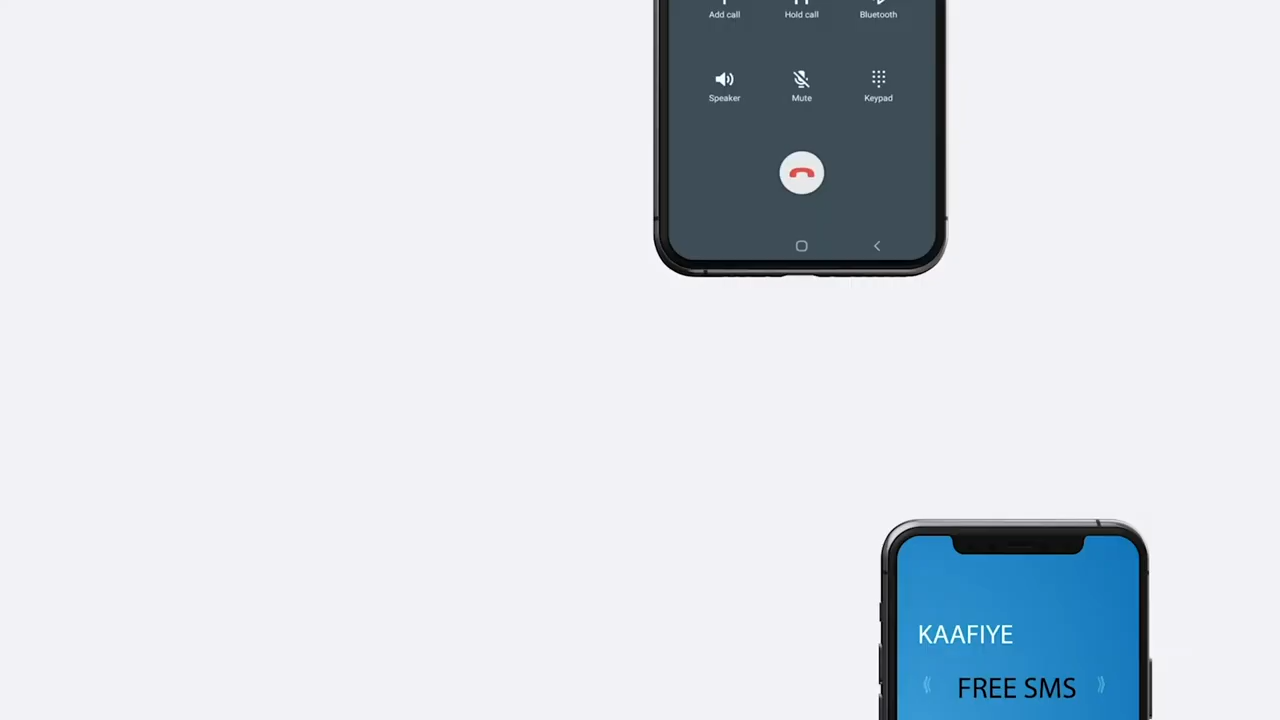 Add call Hold call Bluetooth
Speaker Mute Keypad
KAAFIYE
FREE SMS